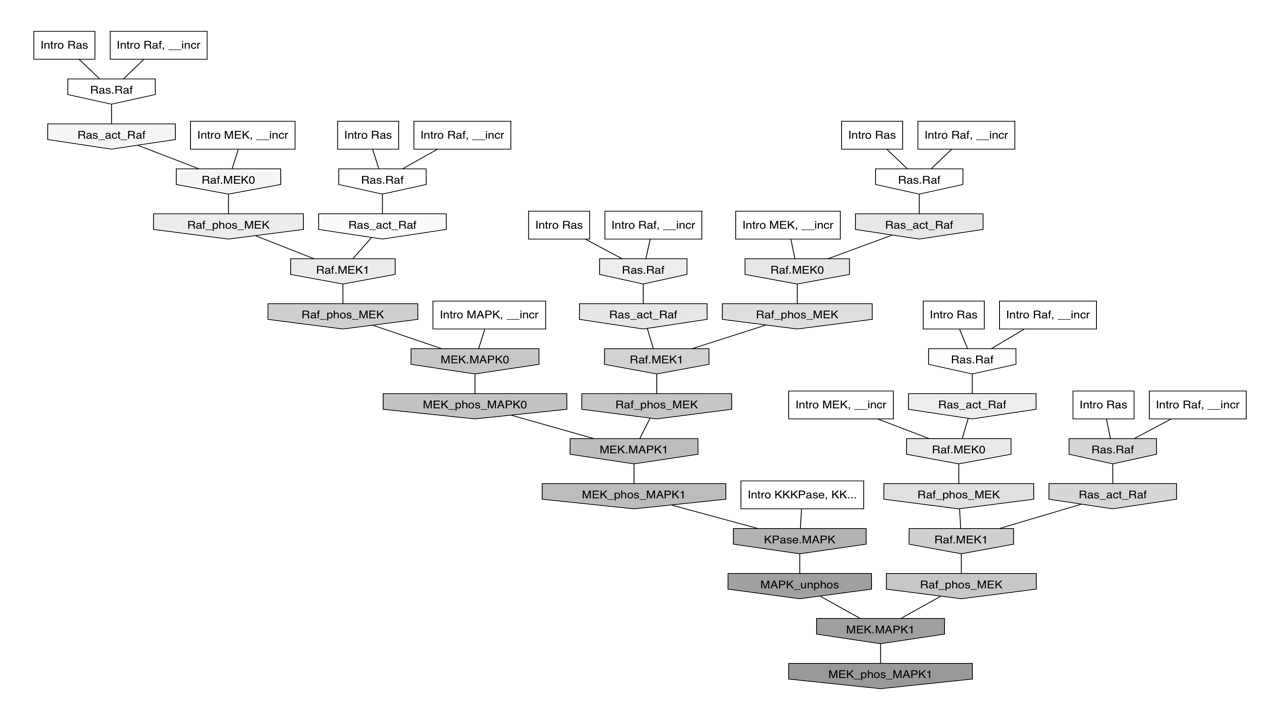 Intro Ras
Intro Raf, __incr
Ras.Raf
Ras_act_Raf
Intro MEK, __incr
Intro Ras
Intro Raf, __incr
Intro Ras
Intro Raf, __incr
Raf.MEK0
Ras.Raf
Ras.Raf
Raf_phos_MEK
Ras_act_Raf
Intro Ras
Intro Raf, __incr
Intro MEK, __incr
Ras_act_Raf
Raf.MEK1
Ras.Raf
Raf.MEK0
Raf_phos_MEK
Intro MAPK, __incr
Ras_act_Raf
Raf_phos_MEK
Intro Ras
Intro Raf, __incr
MEK.MAPK0
Raf.MEK1
Ras.Raf
MEK_phos_MAPK0
Raf_phos_MEK
Intro MEK, __incr
Ras_act_Raf
Intro Ras
Intro Raf, __incr
MEK.MAPK1
Raf.MEK0
Ras.Raf
MEK_phos_MAPK1
Intro KKKPase, KK...
Raf_phos_MEK
Ras_act_Raf
KPase.MAPK
Raf.MEK1
MAPK_unphos
Raf_phos_MEK
MEK.MAPK1
MEK_phos_MAPK1